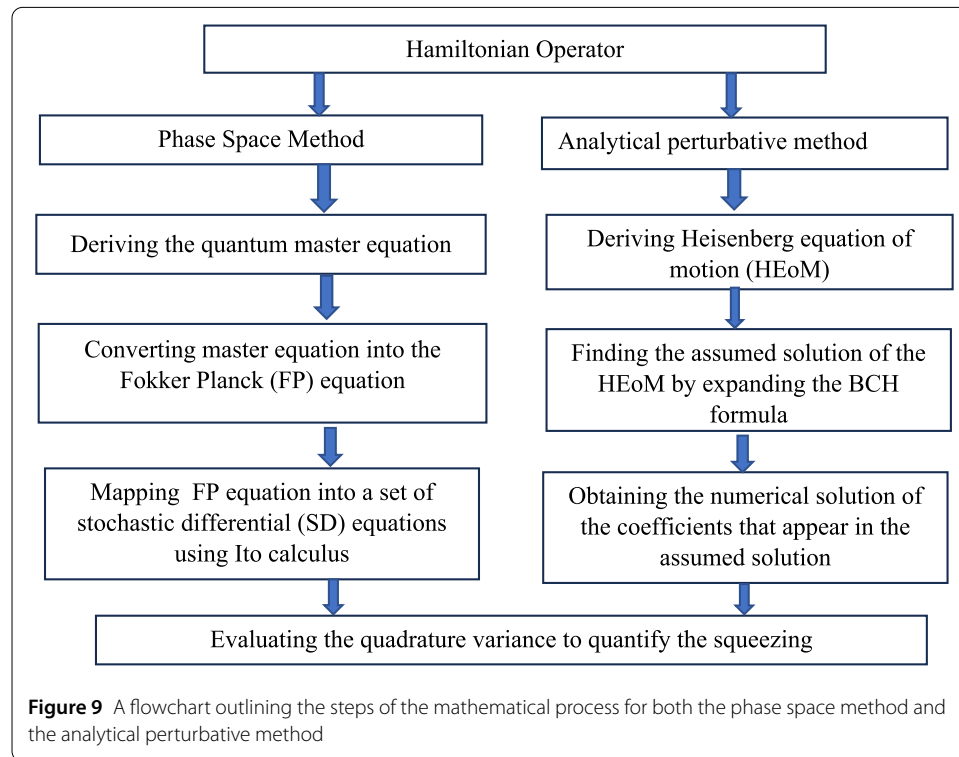 Hamiltonian Operator
Phase Space Method
Analytical perturbative method
Deriving the quantum master equation
Deriving Heisenberg equation of
motion (HEoM)
Converting master equation into the
Fokker Planck (FP) equation
Finding the assumed solution of the
HEoM by expanding the BCH
formula
Mapping FP equation into a set of
stochastic differential (SD) equations
using Ito calculus
Obtaining the numerical solution of
the coefficients that appear in the
assumed solution
Evaluating the quadrature variance to quantify the squeezing
Figure 9 A flowchart outlining the steps of the mathematical process for both the phase space method and
the analytical perturbative method